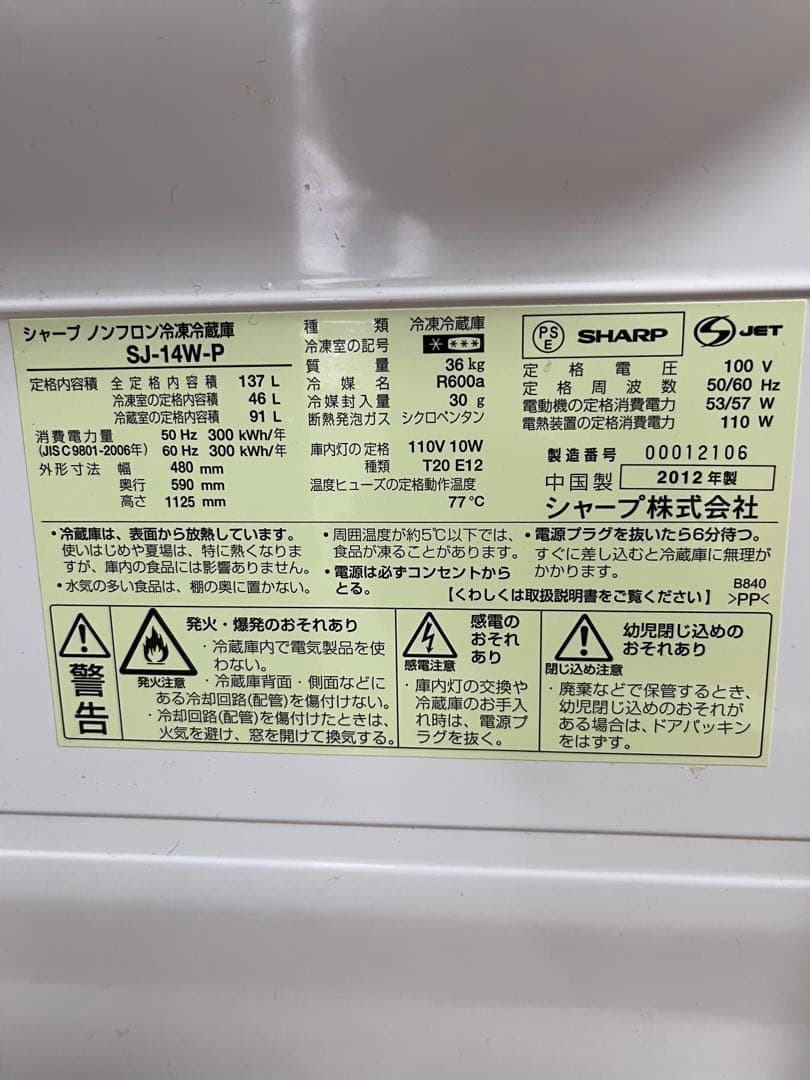 シャープ ノンフロン冷凍冷蔵庫
SJ-14W-P
定格内容積 全定格内容積 137 L
冷凍室の定格内容積 46 L
冷蔵室の定格内容積 91 L
消費電力量 50 Hz 300 kWh/年
(JIS C 9801-2006年) 60 Hz 300 kWh/年
外形寸法 幅 480 mm
奥行 590 mm
高さ 1125 mm
種類 冷凍冷蔵庫
冷凍室の記号 * ***
質量 36 kg
冷媒名 R600a
冷媒封入量 30 g
断熱発泡ガス シクロペンタン
庫内灯の定格 110V 10W
種類 T20 E12
温度ヒューズの定格動作温度
77℃
PS
E
SHARP
S JET
定格電圧 100 V
定格周波数 50/60 Hz
電動機の定格消費電力 53/57 W
電熱装置の定格消費電力 110 W
製造番号 00012106
中国製 2012年製
シャープ株式会社
・冷蔵庫は、表面から放熱しています。
使いはじめや夏場は、特に熱くなりま
すが、庫内の食品には影響ありません。
・水気の多い食品は、棚の奥に置かない。
・周囲温度が約5℃以下では、
食品が凍ることがあります。
・電源は必ずコンセントから
とる。
・電源プラグを抜いたら6分待つ。
すぐに差し込むと冷蔵庫に無理が
かかります。
【くわしくは取扱説明書をご覧ください】
B840
>PP<
警告
発火注意
発火・爆発のおそれあり
・冷蔵庫内で電気製品を使
わない。
・冷蔵庫背面・側面などに
ある冷却回路(配管)を傷付けない。
・冷却回路(配管)を傷付けたときは、
火気を避け、窓を開けて換気する。
感電注意
感電の
おそれ
あり
・庫内灯の交換や
冷蔵庫のお手入
れ時は、電源プ
ラグを抜く。
閉じ込め注意
幼児閉じ込めの
おそれあり
・廃棄などで保管するとき、
幼児閉じ込めのおそれが
ある場合は、ドアパッキン
をはずす。